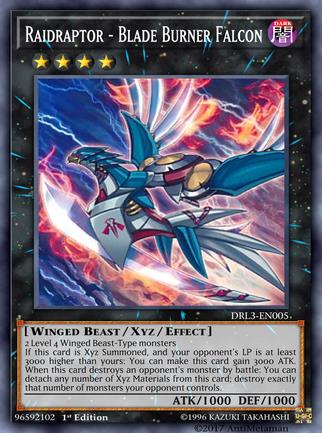 Raidraptor - Blade Burner Falcon
DARK
闇
DRL3-EN005
[Winged Beast/Xyz/Effect]
2 Level 4 Winged Beast-Type monsters
If this card is Xyz Summoned, and your opponent's LP is at least
3000 higher than yours: You can make this card gain 3000 ATK.
When this card destroys an opponent's monster by battle: You can
detach any number of Xyz Materials from this card; destroy exactly
that number of monsters your opponent controls.
ATK/1000 DEF/1000
96592102 1st Edition ©1996 KAZUKI TAKAHASHI
©2017 AntiMetaman